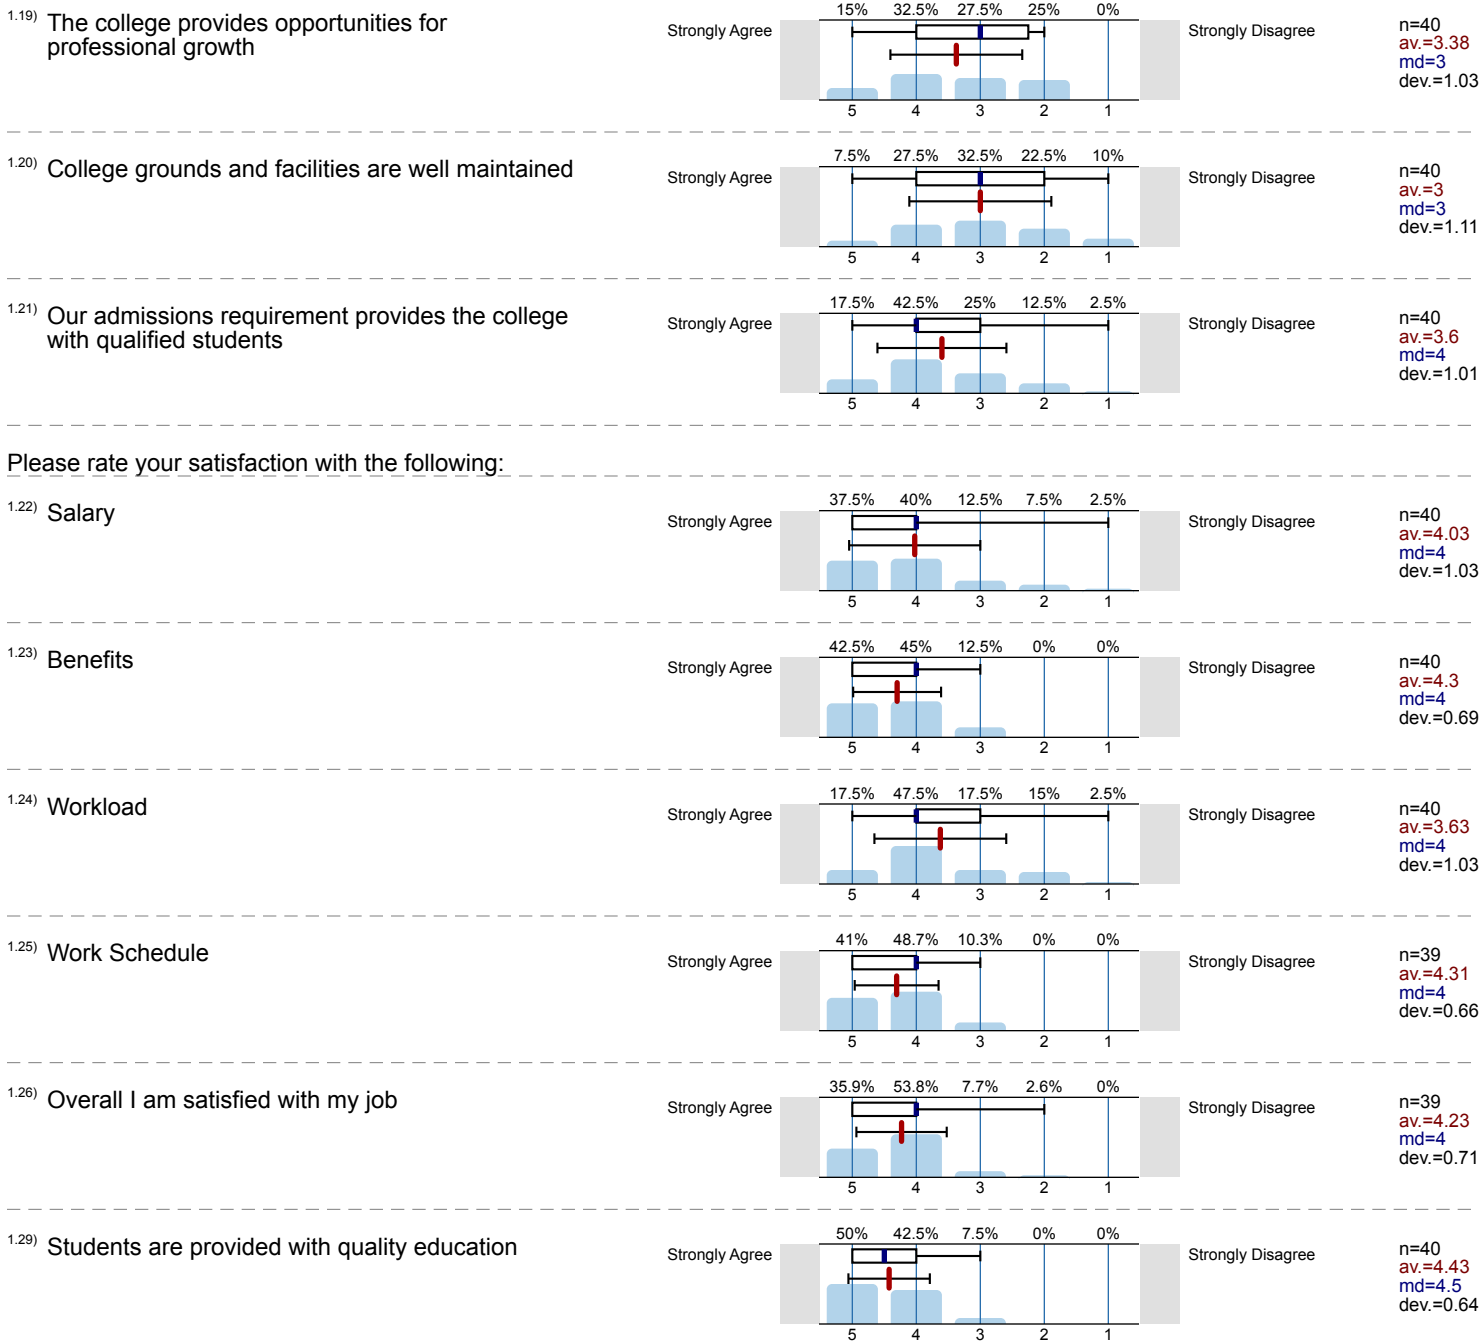 15% 32.5% 27.5% 25% 0%
1.19) The college provides opportunities for
professional growth
Strongly Agree
Strongly Disagree
n=40
av.=3.38
md=3
dev.=1.03
5 4 3 2 1
7.5% 27.5% 32.5% 22.5% 10%
1.20) College grounds and facilities are well maintained
Strongly Agree
Strongly Disagree
n=40
av.=3
md=3
dev.=1.11
5 4 3 2 1
17.5% 42.5% 25% 12.5% 2.5%
1.21) Our admissions requirement provides the college
with qualified students
Strongly Agree
Strongly Disagree
n=40
av.=3.6
md=4
dev.=1.01
5 4 3 2 1
Please rate your satisfaction with the following:
37.5% 40% 12.5% 7.5% 2.5%
1.22) Salary
Strongly Agree
Strongly Disagree
n=40
av.=4.03
md=4
dev.=1.03
5 4 3 2 1
42.5% 45% 12.5% 0% 0%
1.23) Benefits
Strongly Agree
Strongly Disagree
n=40
av.=4.3
md=4
dev.=0.69
5 4 3 2 1
17.5% 47.5% 17.5% 15% 2.5%
1.24) Workload
Strongly Agree
Strongly Disagree
n=40
av.=3.63
md=4
dev.=1.03
5 4 3 2 1
41% 48.7% 10.3% 0% 0%
1.25) Work Schedule
Strongly Agree
Strongly Disagree
n=39
av.=4.31
md=4
dev.=0.66
5 4 3 2 1
35.9% 53.8% 7.7% 2.6% 0%
1.26) Overall I am satisfied with my job
Strongly Agree
Strongly Disagree
n=39
av.=4.23
md=4
dev.=0.71
5 4 3 2 1
50% 42.5% 7.5% 0% 0%
1.29) Students are provided with quality education
Strongly Agree
Strongly Disagree
n=40
av.=4.43
md=4.5
dev.=0.64
5 4 3 2 1